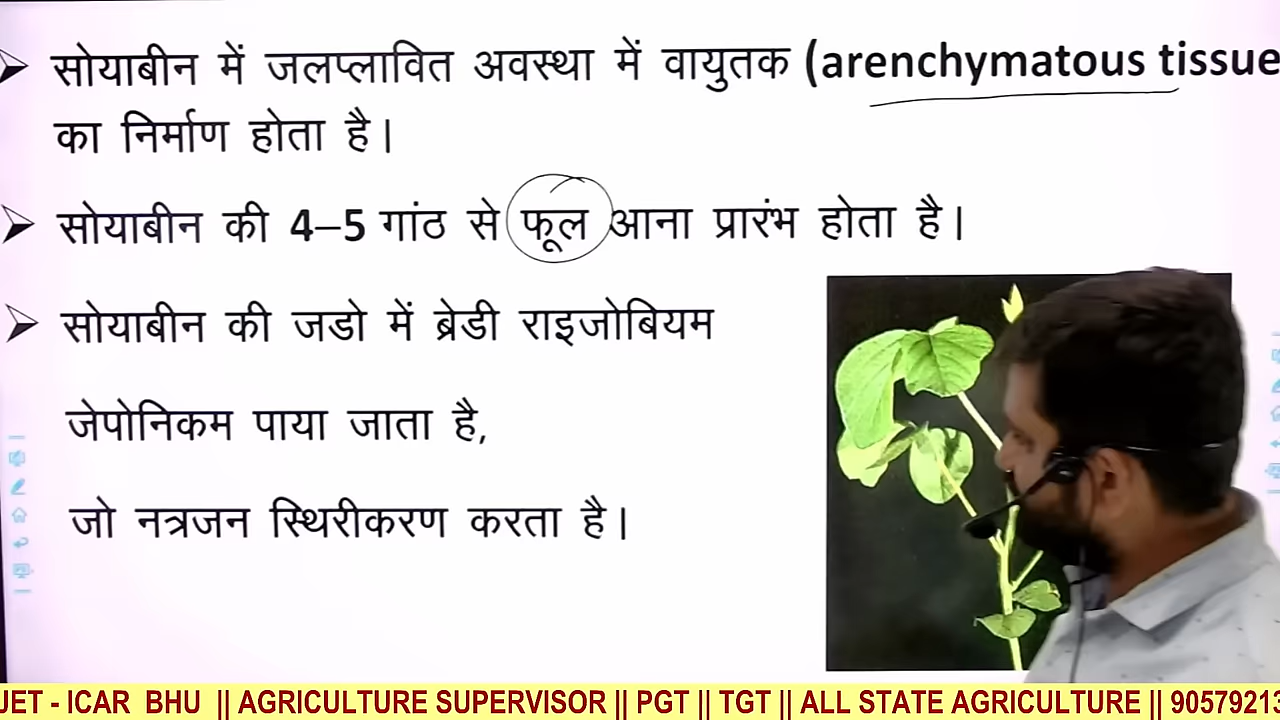 सोयाबीन में जलप्लावित अवस्था में वायुतक (arenchymatous tissue
का निर्माण होता है।
सोयाबीन की 4–5 गांठ से फूल आना प्रारंभ होता है।
सोयाबीन की जडो में ब्रेडी राइजोबियम
जेपोनिकम पाया जाता है,
जो नत्रजन स्थिरीकरण करता है।
JET - ICAR BHU || AGRICULTURE SUPERVISOR || PGT || TGT || ALL STATE AGRICULTURE || 9057921